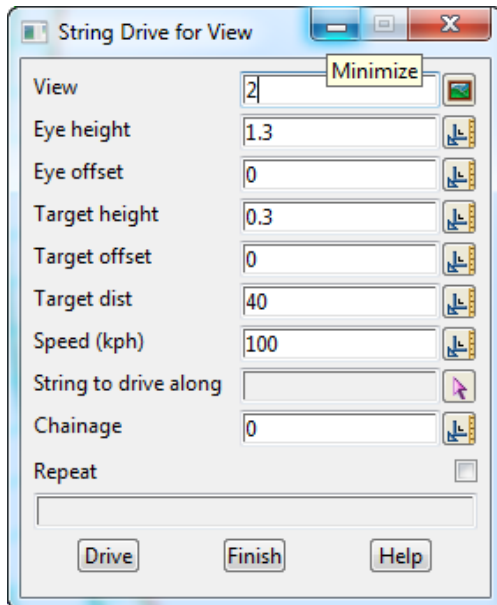 String Drive for View
Minimize
View 2
Eye height 1.3
Eye offset 0
Target height 0.3
Target offset 0
Target dist 40
Speed (kph) 100
String to drive along
Chainage 0
Repeat
Drive Finish Help